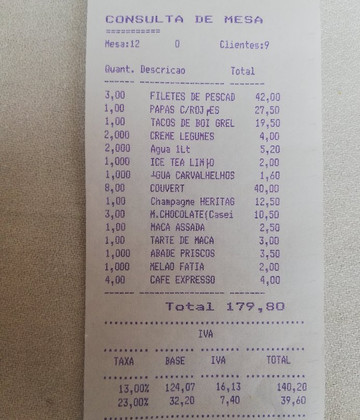 CONSULTA DE MESA
===========
Mesa:12 0 Clientes:9
Quant. Descricao Total
3,00 FILETES DE PESCAD 42,00
1,00 PAPAS C/ 27,50
1,00 TACOS DE BOI GREL 19,50
2,000 CREME LEGUMES 4,00
2,000 Agua 1Lt 5,20
1,000 ICE TEA 2,00
1,000 CARVALHELHOS 1,60
8,00 COUVERT 40,00
1,00 Champagne HERITAG 12,50
3,00 M.CHOCOLATE(Casei 10,50
1,00 MACA ASSADA 2,50
1,00 TARTE DE MACA 3,00
1,000 ABADE PRISCOS 3,50
1,000 MELAO FATIA 2,00
4,00 CAFE EXPRESSO 4,00
Total 179,80
IVA
TAXA BASE IVA TOTAL
13,00% 124,07 16,13 140,20
23,00% 32,20 7,40 39,60